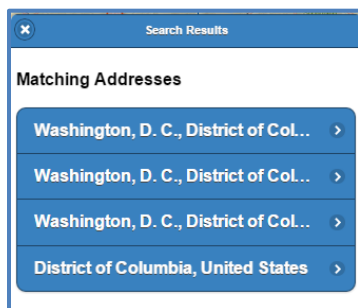 Search Results
Matching Addresses
Washington, D. C., District of Col...
Washington, D. C., District of Col...
Washington, D. C., District of Col...
District of Columbia, United States